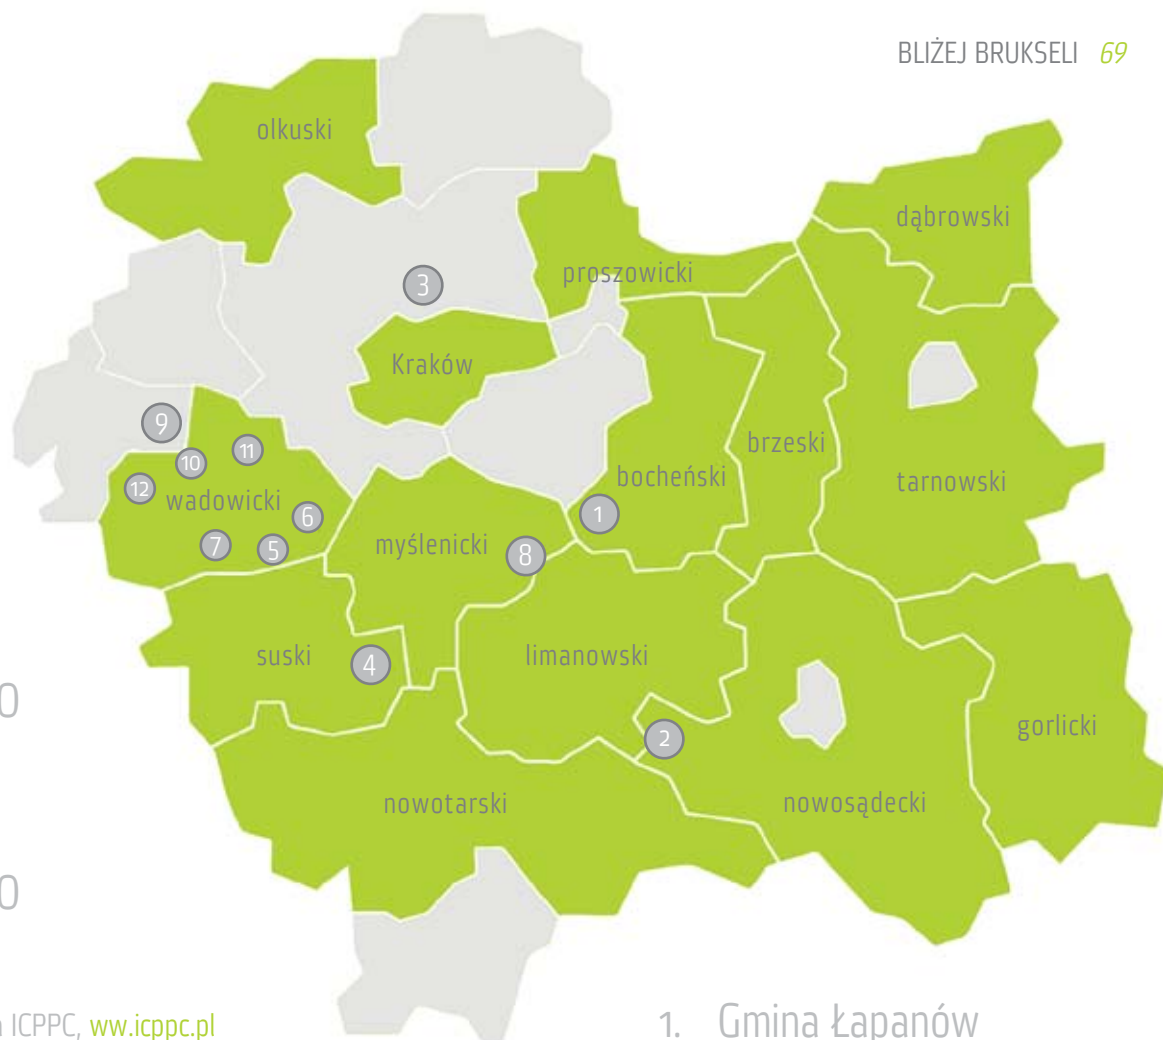 BLIŻEJ BRUKSELI 69
olkuski
dąbrowski
proszowicki
3
Kraków
9
11
brzeski
10
bocheński
tarnowski
12
wadowicki
6
1
7
5
myślenicki
8
suski
4
limanowski
0
2
gorlicki
nowotarski
nowosądecki
0
ICPPC, ww.icppc.pl
1. Gmina Łapanów